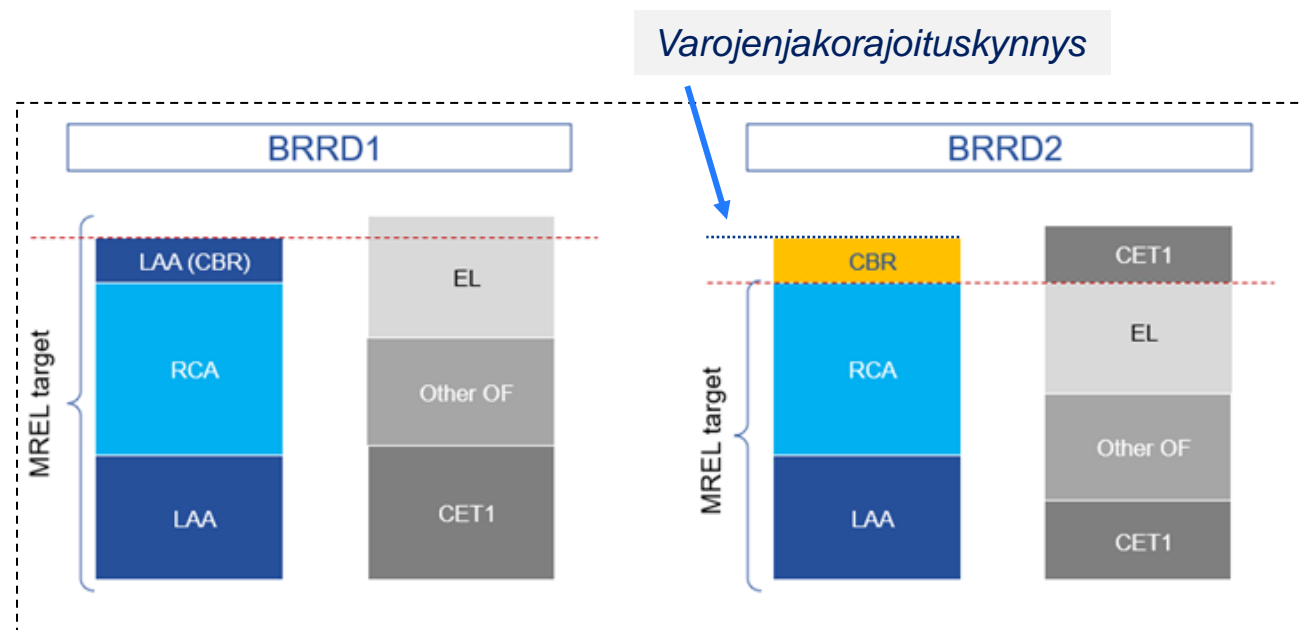 Varojenjakorajoituskynnys
BRRD1
BRRD2
MREL target
LAA (CBR)
RCA
LAA
EL
Other OF
CET1
MREL target
CBR
RCA
LAA
CET1
EL
Other OF
CET1